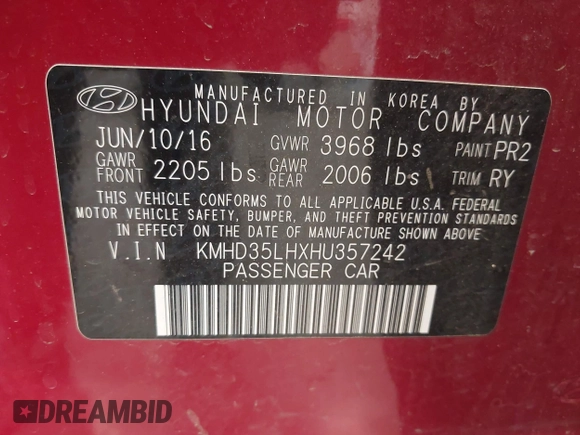 MANUFACTURED IN KOREA BY
HYUNDAI MOTOR COMPANY
JUN/10/16 GVWR 3968 lbs PAINT PR2
GAWR FRONT 2205 lbs GAWR REAR 2006 lbs TRIM RY
THIS VEHICLE CONFORMS TO ALL APPLICABLE U.S.A. FEDERAL
MOTOR VEHICLE SAFETY, BUMPER, AND THEFT PREVENTION STANDARDS
IN EFFECT ON THE DATE OF MANUFACTURE SHOWN ABOVE
V.I.N KMHD35LHXHU357242
PASSENGER CAR
DREAMBID